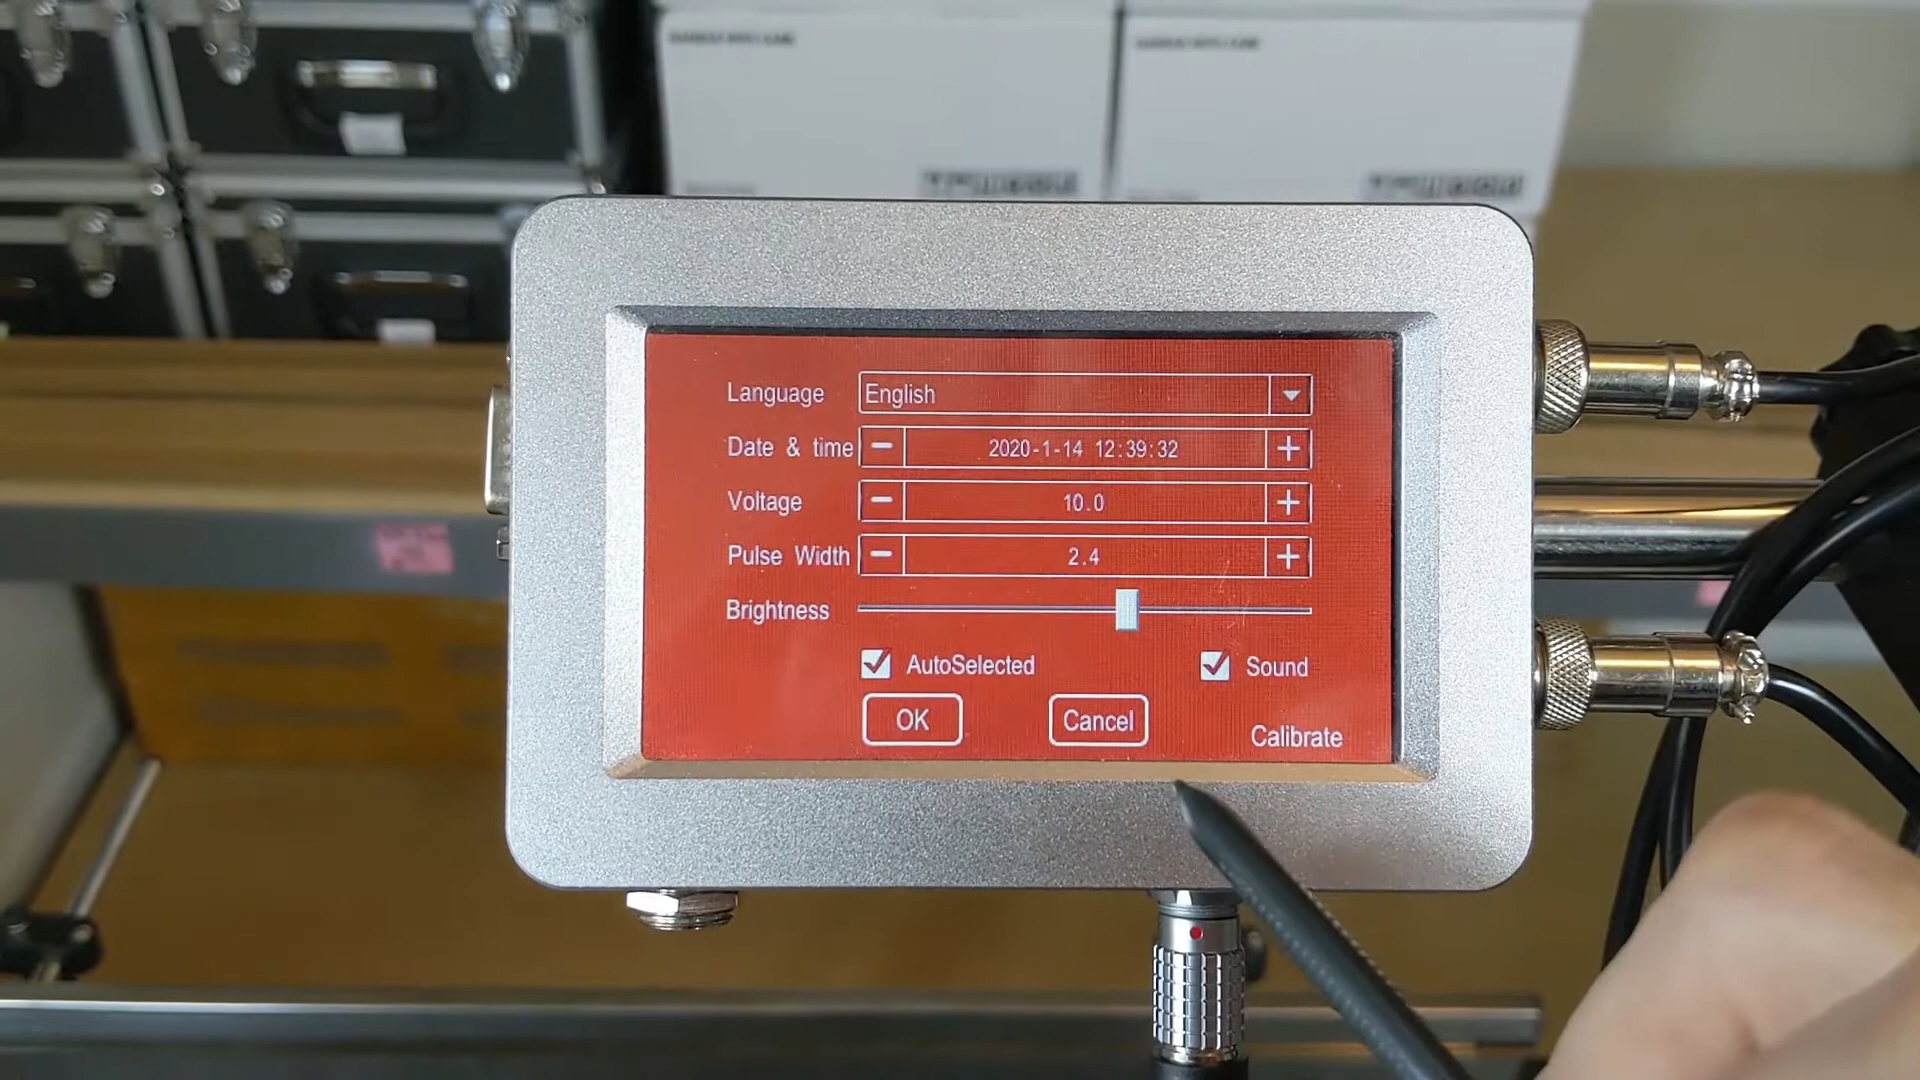 Language English
Date & time − 2020-1-14 12:39:32 +
Voltage − 10.0 +
Pulse Width − 2.4 +
Brightness
AutoSelected Sound
OK Cancel Calibrate